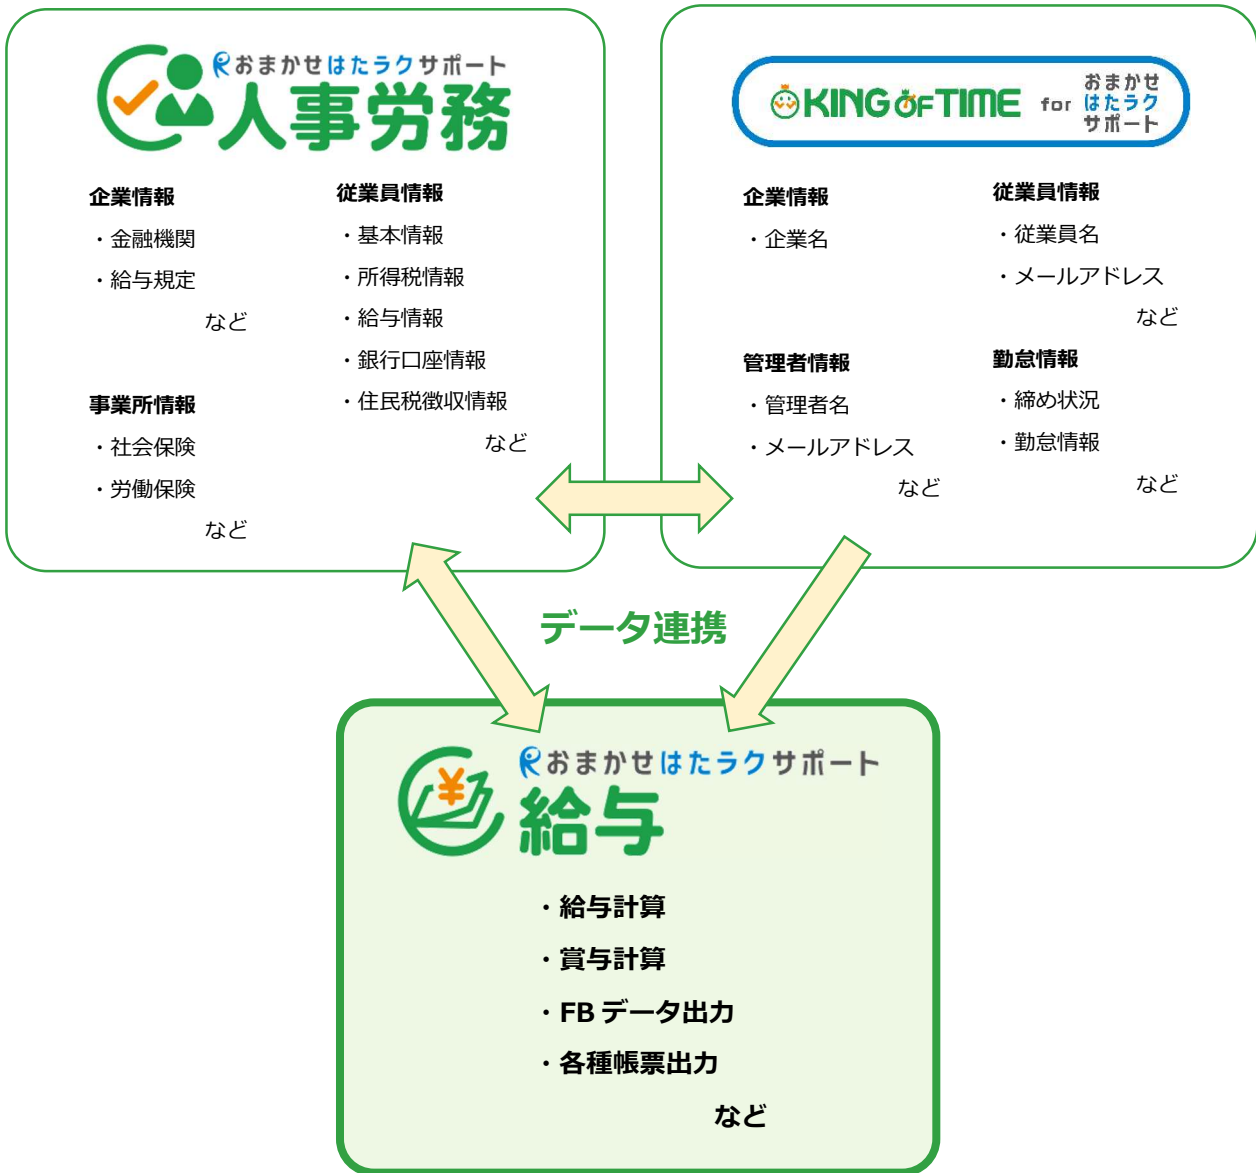 おまかせはたラクサポート
人事労務
企業情報
・金融機関
・給与規定
など
事業所情報
・社会保険
・労働保険
など
従業員情報
・基本情報
・所得税情報
・給与情報
・銀行口座情報
・住民税徴収情報
など
KING OF TIME for おまかせ
はたラク
サポート
企業情報
・企業名
管理者情報
・管理者名
・メールアドレス
など
従業員情報
・従業員名
・メールアドレス
など
勤怠情報
・締め状況
・勤怠情報
など
データ連携
おまかせはたラクサポート
給与
・給与計算
・賞与計算
・FB データ出力
・各種帳票出力
など